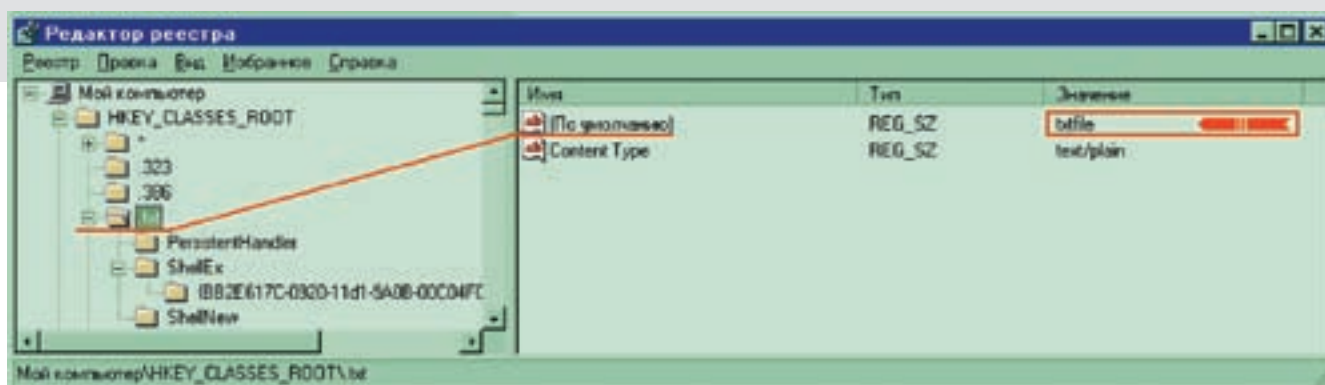 Редактор реестра
Реестр Правка Вид Избранное Справка
Мой компьютер
HKEY_CLASSES_ROOT
*
.323
.386
PersistentHandler
ShellEx
ShellNew
Имя Тип Значение
(По умолчанию) REG_SZ txtfile
Content Type REG_SZ text/plain
Мой компьютер\HKEY_CLASSES_ROOT\.txt